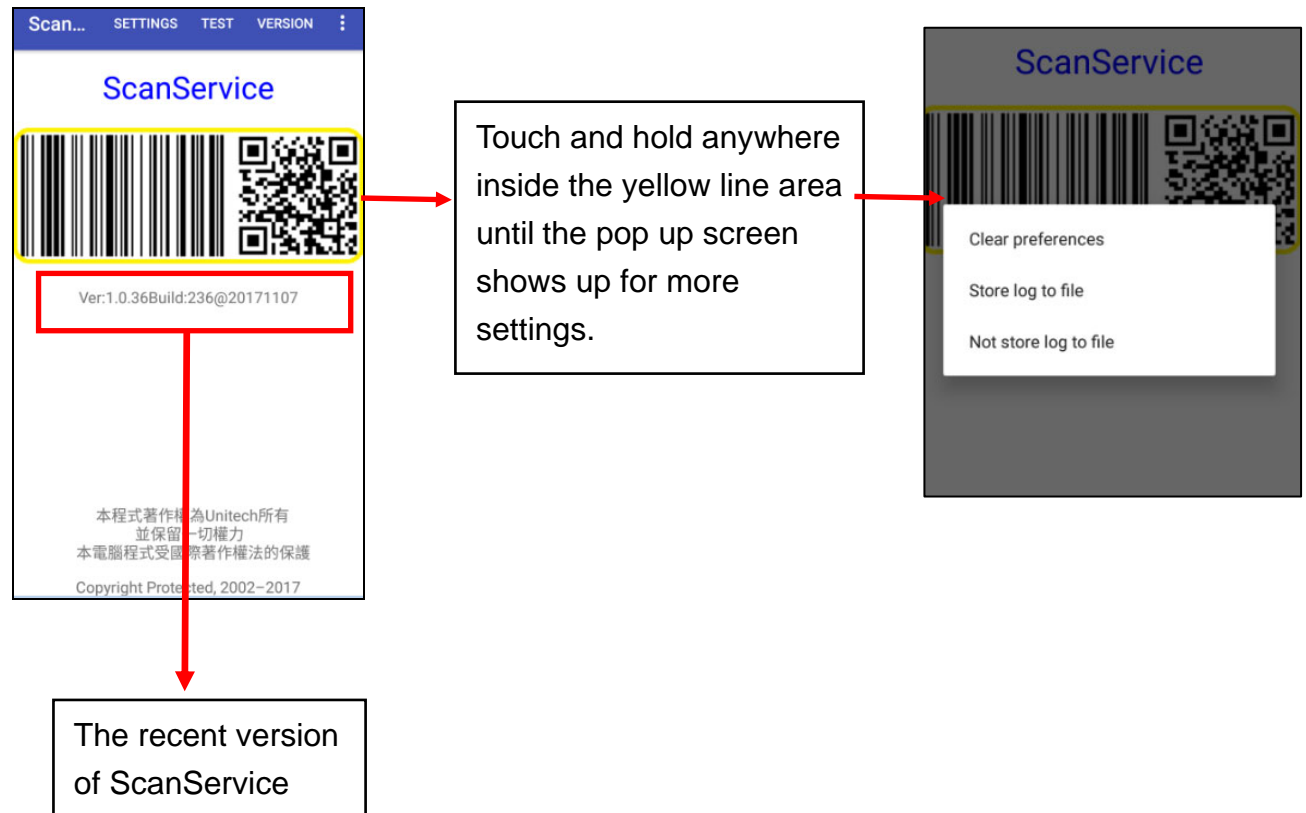 Scan... SETTINGS TEST VERSION
ScanService
Ver:1.0.36Build:236@20171107
本程式著作權為Unitech所有
並保留一切權力
本電腦程式受國際著作權法的保護
Copyright Protected, 2002–2017
The recent version
of ScanService
Touch and hold anywhere
inside the yellow line area
until the pop up screen
shows up for more
settings.
ScanService
Clear preferences
Store log to file
Not store log to file